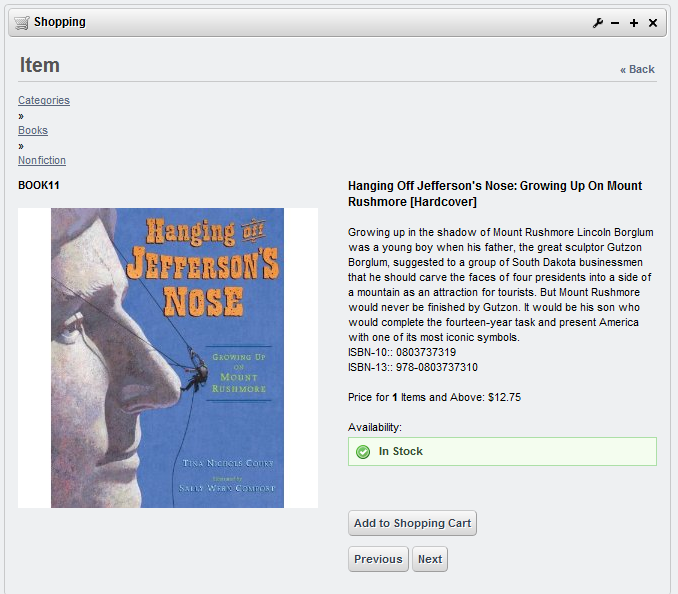 Shopping
Item
« Back
Categories
»
Books
»
Nonfiction
BOOK11
Hanging off
JEFFERSON'S
NOSE
GROWING UP
ON
MOUNT
RUSHMORE
TINA NICHOLS COURY
Illustrated by
SALLY WERN COMPORT
Hanging Off Jefferson's Nose: Growing Up On Mount
Rushmore [Hardcover]
Growing up in the shadow of Mount Rushmore Lincoln Borglum
was a young boy when his father, the great sculptor Gutzon
Borglum, suggested to a group of South Dakota businessmen
that he should carve the faces of four presidents into a side of
a mountain as an attraction for tourists. But Mount Rushmore
would never be finished by Gutzon. It would be his son who
would complete the fourteen-year task and present America
with one of its most iconic symbols.
ISBN-10:: 0803737319
ISBN-13:: 978-0803737310
Price for 1 Items and Above: $12.75
Availability:
In Stock
Add to Shopping Cart
Previous Next